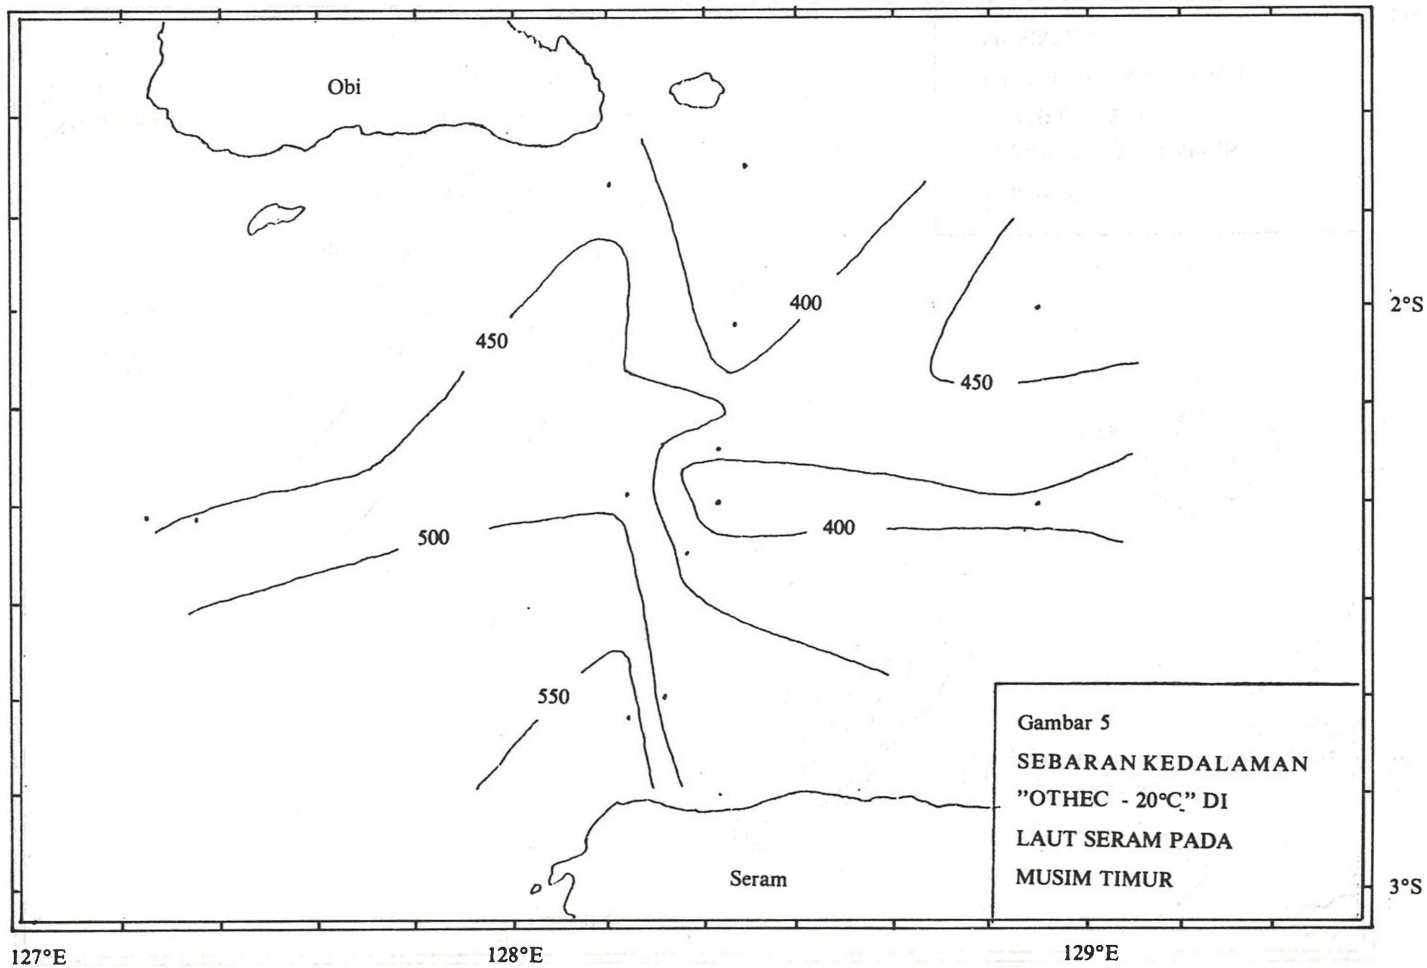 Obi
400
2°S
450
450
500
400
550
Gambar 5
SEBARAN KEDALAMAN
"OTHEC - 20°C" DI
LAUT SERAM PADA
MUSIM TIMUR
Seram
3°S
127°E
128°E
129°E